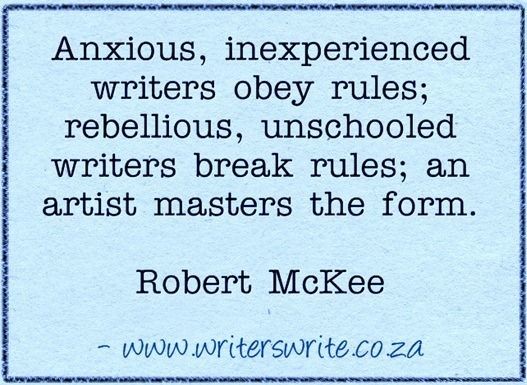 Anxious, inexperienced
writers obey rules;
rebellious, unschooled
writers break rules; an
artist masters the form.
Robert McKee
- www.writerswrite.co.za